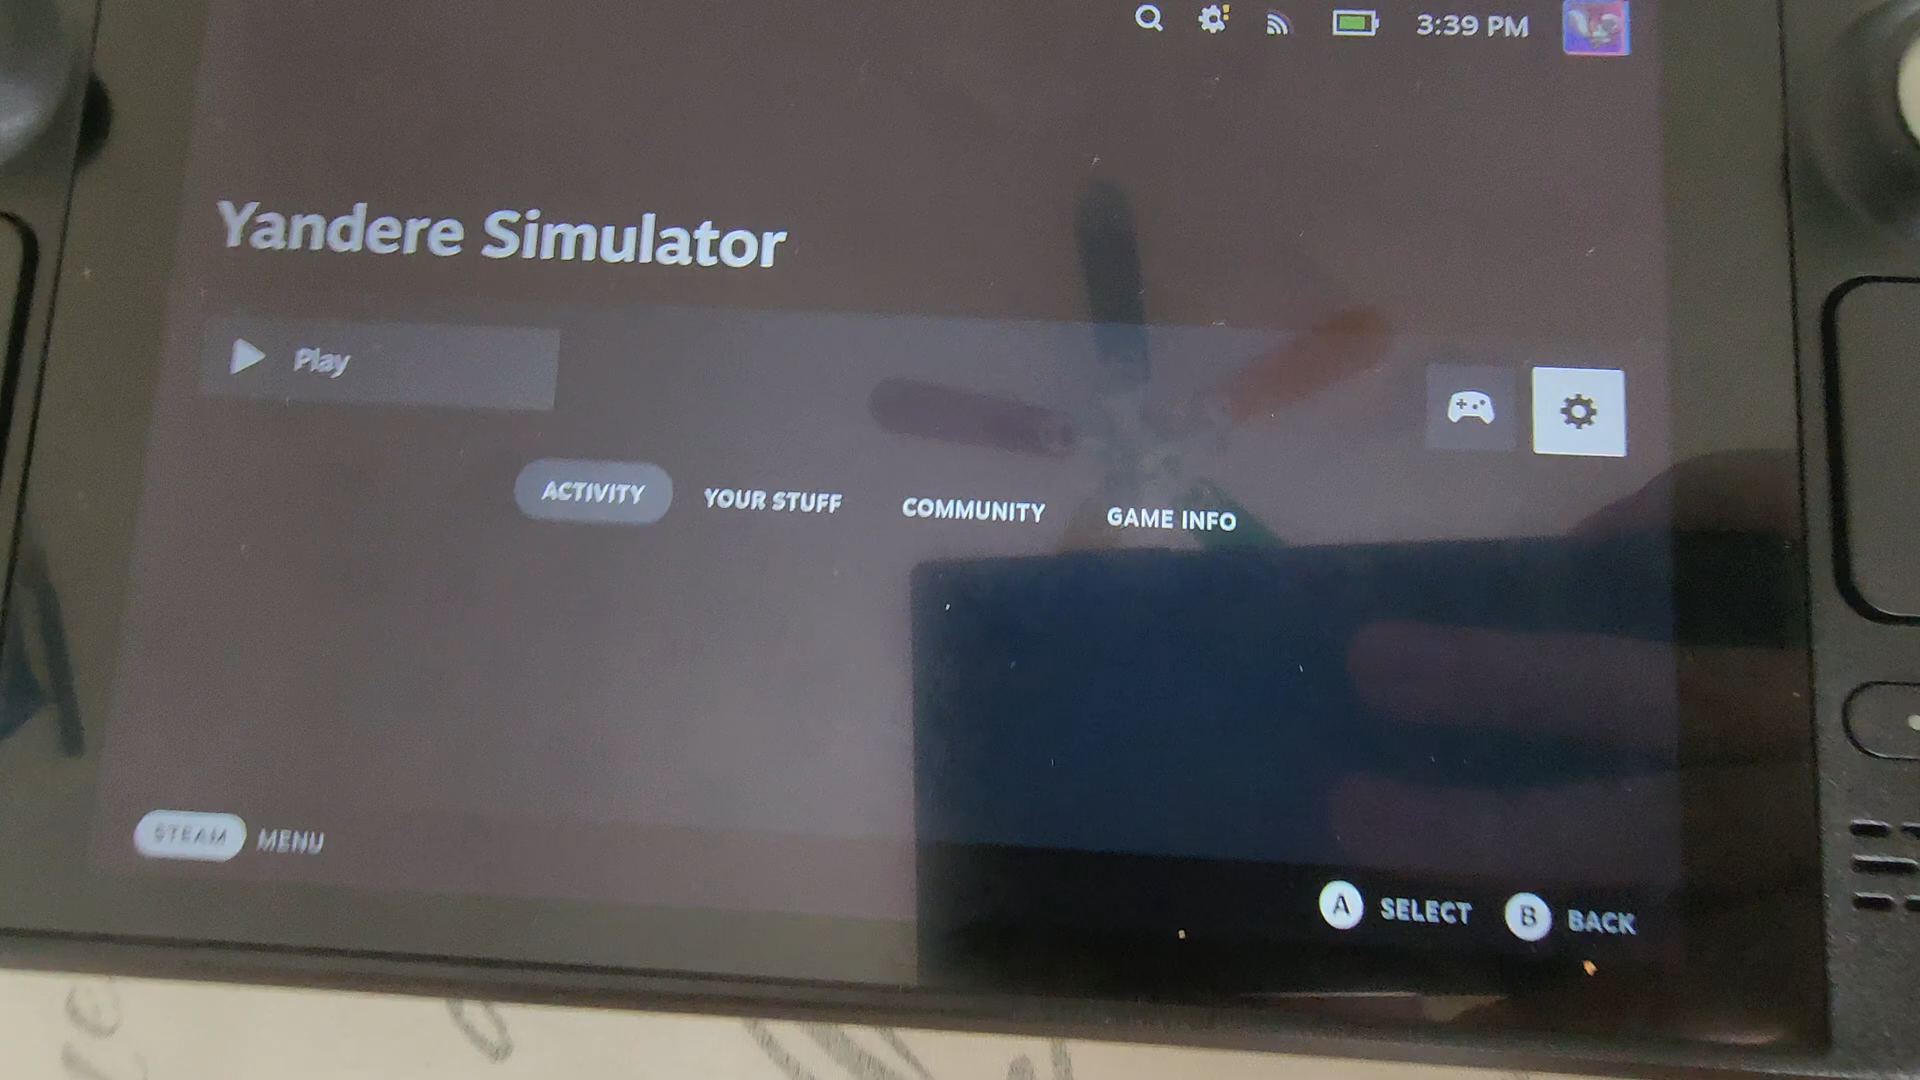 3:39 PM
Yandere Simulator
Play
ACTIVITY YOUR STUFF COMMUNITY GAME INFO
STEAM MENU
A SELECT B BACK